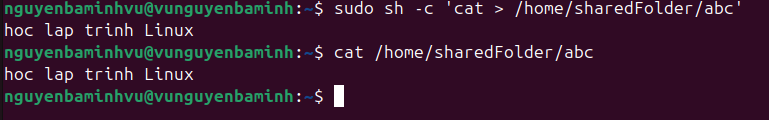 nguyenbaminhvu@vunguyenbaminh:~$ sudo sh -c 'cat > /home/sharedFolder/abc'
hoc lap trinh Linux
nguyenbaminhvu@vunguyenbaminh:~$ cat /home/sharedFolder/abc
hoc lap trinh Linux
nguyenbaminhvu@vunguyenbaminh:~$